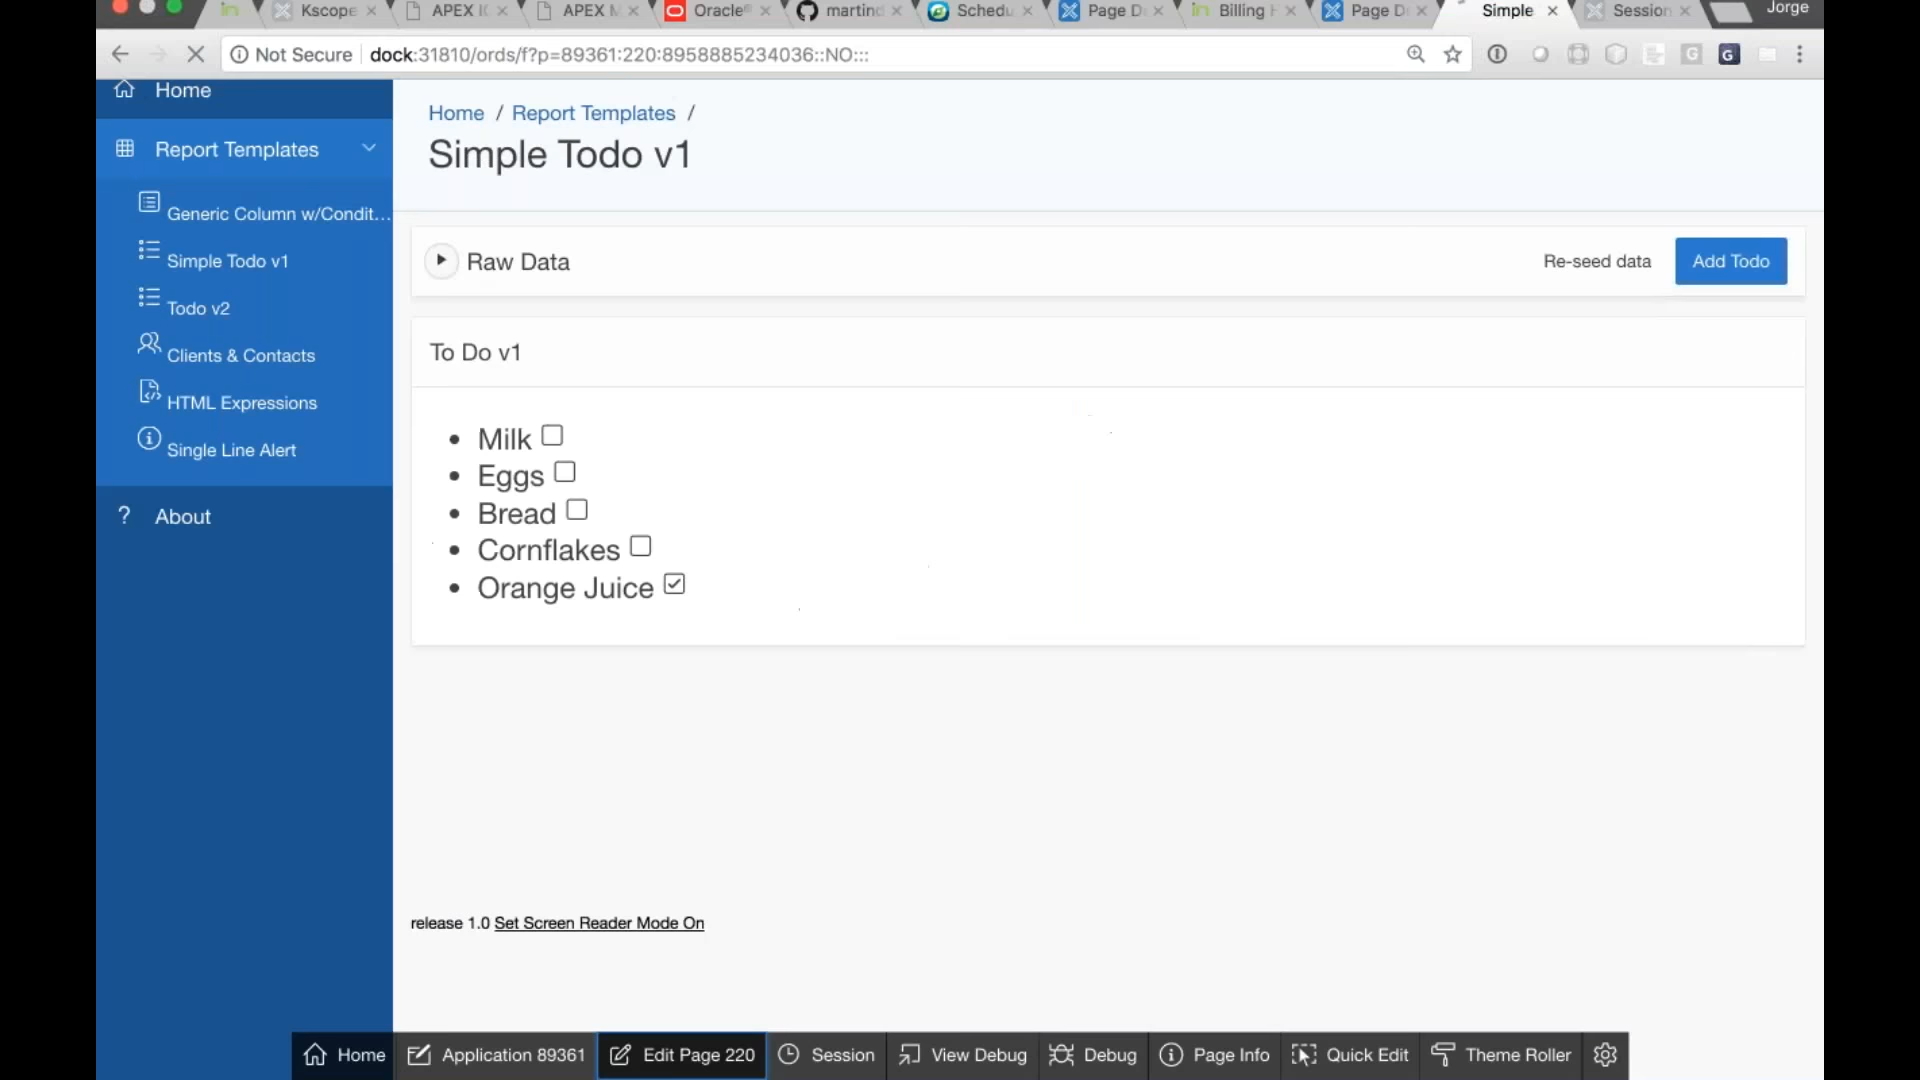 Kscope
APEX
APEX
Oracle
martind
Schedu
Page D
Billing
Page D
Simple
Session
Jorge
Not Secure
dock:31810/ords/f?p=89361:220:8958885234036::NO:::
Home
Report Templates
Generic Column w/Condit...
Simple Todo v1
Todo v2
Clients & Contacts
HTML Expressions
Single Line Alert
? About
Home / Report Templates /
Simple Todo v1
Raw Data
Re-seed data
Add Todo
To Do v1
• Milk
• Eggs
• Bread
• Cornflakes
• Orange Juice
release 1.0 Set Screen Reader Mode On
Home
Application 89361
Edit Page 220
Session
View Debug
Debug
Page Info
Quick Edit
Theme Roller